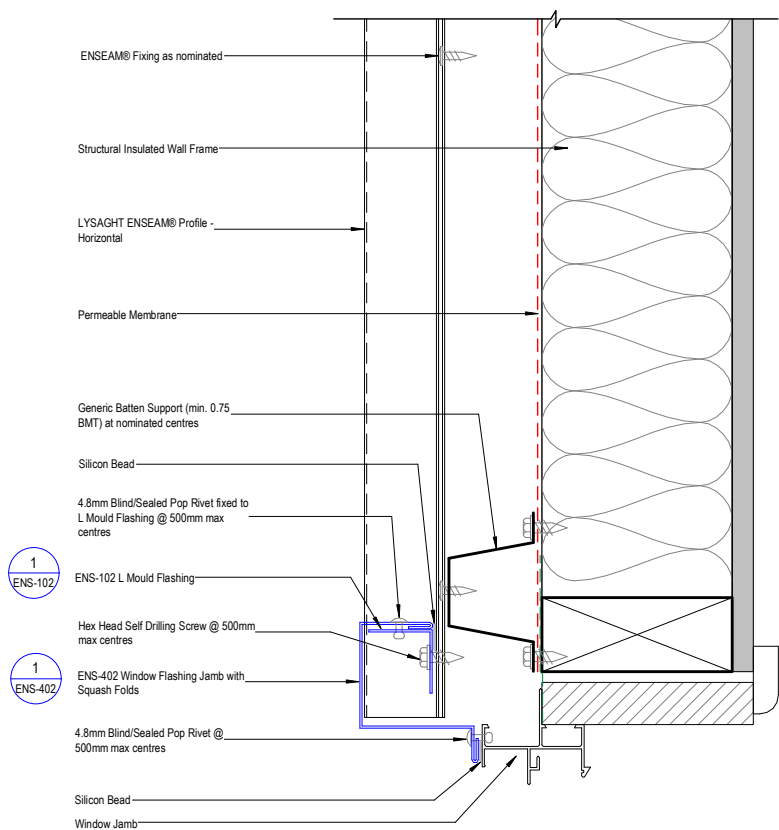 ENSEAM® Fixing as nominated
Structural Insulated Wall Frame
LYSAGHT ENSEAM® Profile -
Horizontal
Permeable Membrane
Generic Batten Support (min. 0.75
BMT) at nominated centres
Silicon Bead
4.8mm Blind/Sealed Pop Rivet fixed to
L Mould Flashing @ 500mm max
centres
1
ENS-102
ENS-102 L Mould Flashing
Hex Head Self Drilling Screw @ 500mm
max centres
1
ENS-402
ENS-402 Window Flashing Jamb with
Squash Folds
4.8mm Blind/Sealed Pop Rivet @
500mm max centres
Silicon Bead
Window Jamb